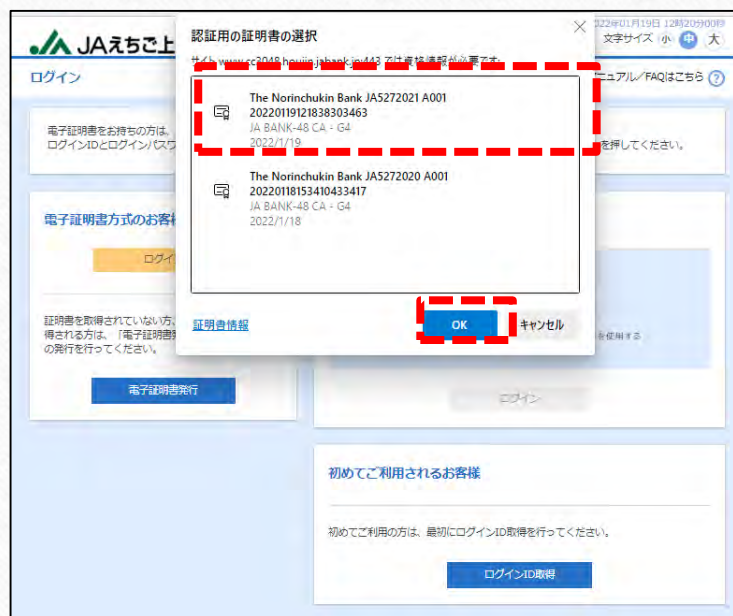 JAえちご上
2022年01月19日 12時20分00秒
文字サイズ 小 中 大
ログイン
ニュアル/FAQはこちら ?
認証用の証明書の選択
サイト www.cc2048.houjin.jabank.jp:443 では資格情報が必要です:
The Norinchukin Bank JA5272021 A001
20220119121838303463
JA BANK-48 CA - G4
2022/1/19
The Norinchukin Bank JA5272020 A001
20220118153410433417
JA BANK-48 CA - G4
2022/1/18
証明書情報
OK
キャンセル
電子証明書をお持ちの方は、
ログインIDとログインパスワ
を押してください。
電子証明書方式のお客様
ログイ
証明書を取得されていない方、
得される方は、「電子証明書発
の発行を行ってください。
電子証明書発行
を使用する
ログイン
初めてご利用されるお客様
初めてご利用の方は、最初にログインID取得を行ってください。
ログインID取得